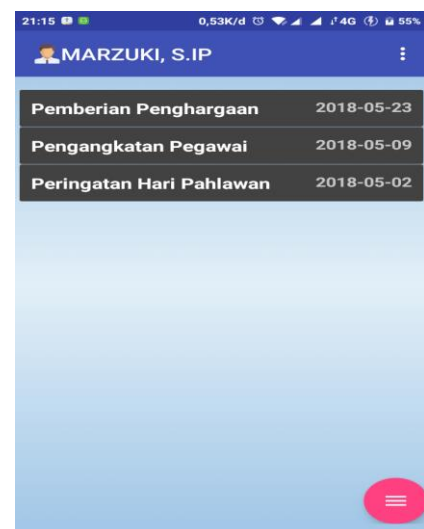 21:15 0,53K/d 4G 55%
MARZUKI, S.IP
Pemberian Penghargaan 2018-05-23
Pengangkatan Pegawai 2018-05-09
Peringatan Hari Pahlawan 2018-05-02